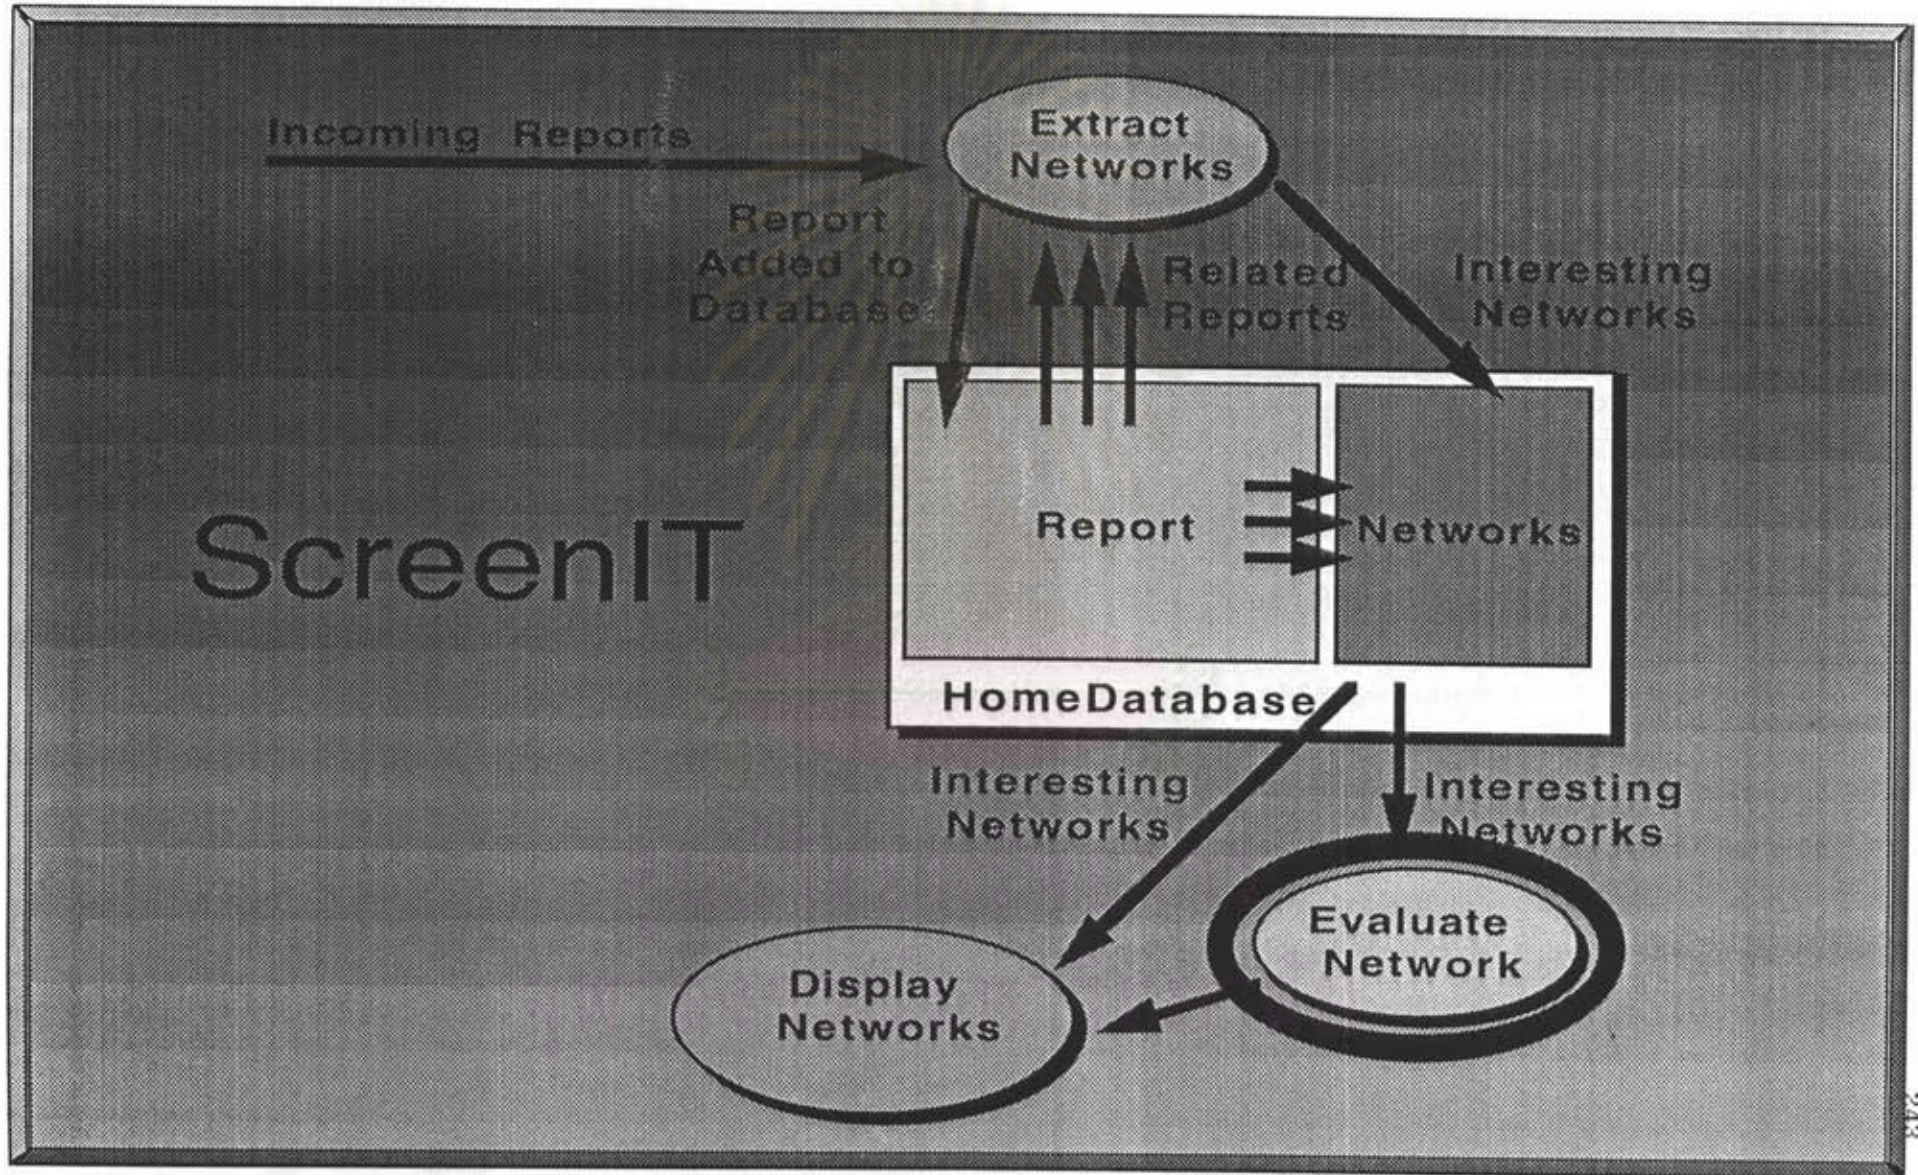 Incoming Reports
Extract
Networks
Report
Added to
Database
Related
Reports
Interesting
Networks
ScreenIT
Report
Networks
HomeDatabase
Interesting
Networks
Interesting
Networks
Evaluate
Network
Display
Networks
243